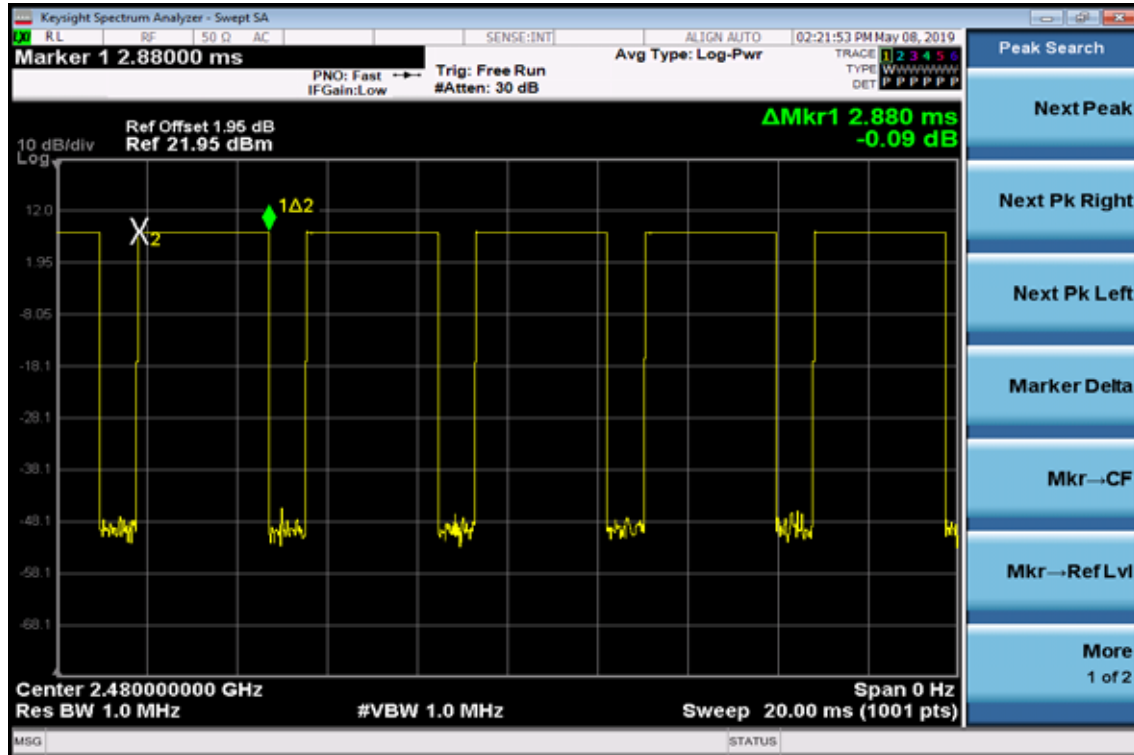 Keysight Spectrum Analyzer - Swept SA
LXI RL RF 50 Ω AC SENSE:INT ALIGN AUTO 02:21:53 PM May 08, 2019
Marker 1 2.88000 ms
PNO: Fast
IFGain:Low
Trig: Free Run
#Atten: 30 dB
Avg Type: Log-Pwr
TRACE 1 2 3 4 5 6
TYPE WWWWWWW
DET P P P P P P
Peak Search
ΔMkr1 2.880 ms
-0.09 dB
10 dB/div
Log
Ref Offset 1.95 dB
Ref 21.95 dBm
1Δ2
X2
12.0
1.95
-8.05
-18.1
-28.1
-38.1
-48.1
-58.1
-68.1
Center 2.480000000 GHz
Span 0 Hz
Res BW 1.0 MHz
#VBW 1.0 MHz
Sweep 20.00 ms (1001 pts)
MSG
STATUS
Next Peak
Next Pk Right
Next Pk Left
Marker Delta
Mkr→CF
Mkr→Ref Lvl
More
1 of 2